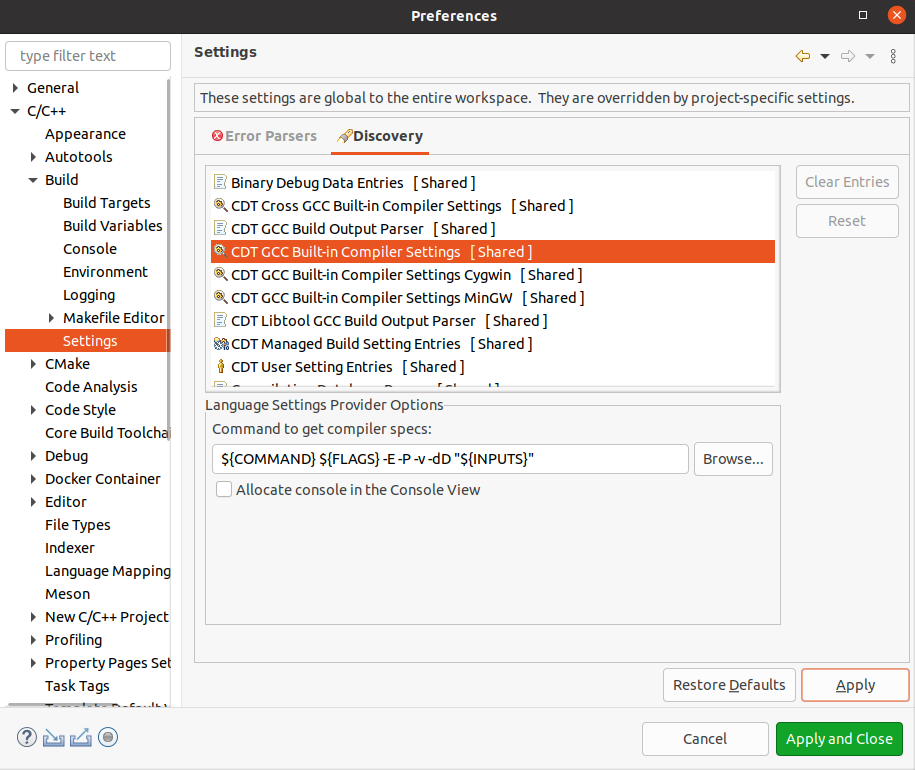 Preferences
type filter text
General
C/C++
Appearance
Autotools
Build
Build Targets
Build Variables
Console
Environment
Logging
Makefile Editor
Settings
CMake
Code Analysis
Code Style
Core Build Toolcha
Debug
Docker Container
Editor
File Types
Indexer
Language Mapping
Meson
New C/C++ Project
Profiling
Property Pages Set
Task Tags
Settings
These settings are global to the entire workspace.  They are overridden by project-specific settings.
Error Parsers
Discovery
Binary Debug Data Entries  [ Shared ]
CDT Cross GCC Built-in Compiler Settings  [ Shared ]
CDT GCC Build Output Parser  [ Shared ]
CDT GCC Built-in Compiler Settings  [ Shared ]
CDT GCC Built-in Compiler Settings Cygwin  [ Shared ]
CDT GCC Built-in Compiler Settings MinGW  [ Shared ]
CDT Libtool GCC Build Output Parser  [ Shared ]
CDT Managed Build Setting Entries  [ Shared ]
CDT User Setting Entries  [ Shared ]
Clear Entries
Reset
Language Settings Provider Options
Command to get compiler specs:
${COMMAND} ${FLAGS} -E -P -v -dD "${INPUTS}"
Browse...
Allocate console in the Console View
Restore Defaults
Apply
Cancel
Apply and Close